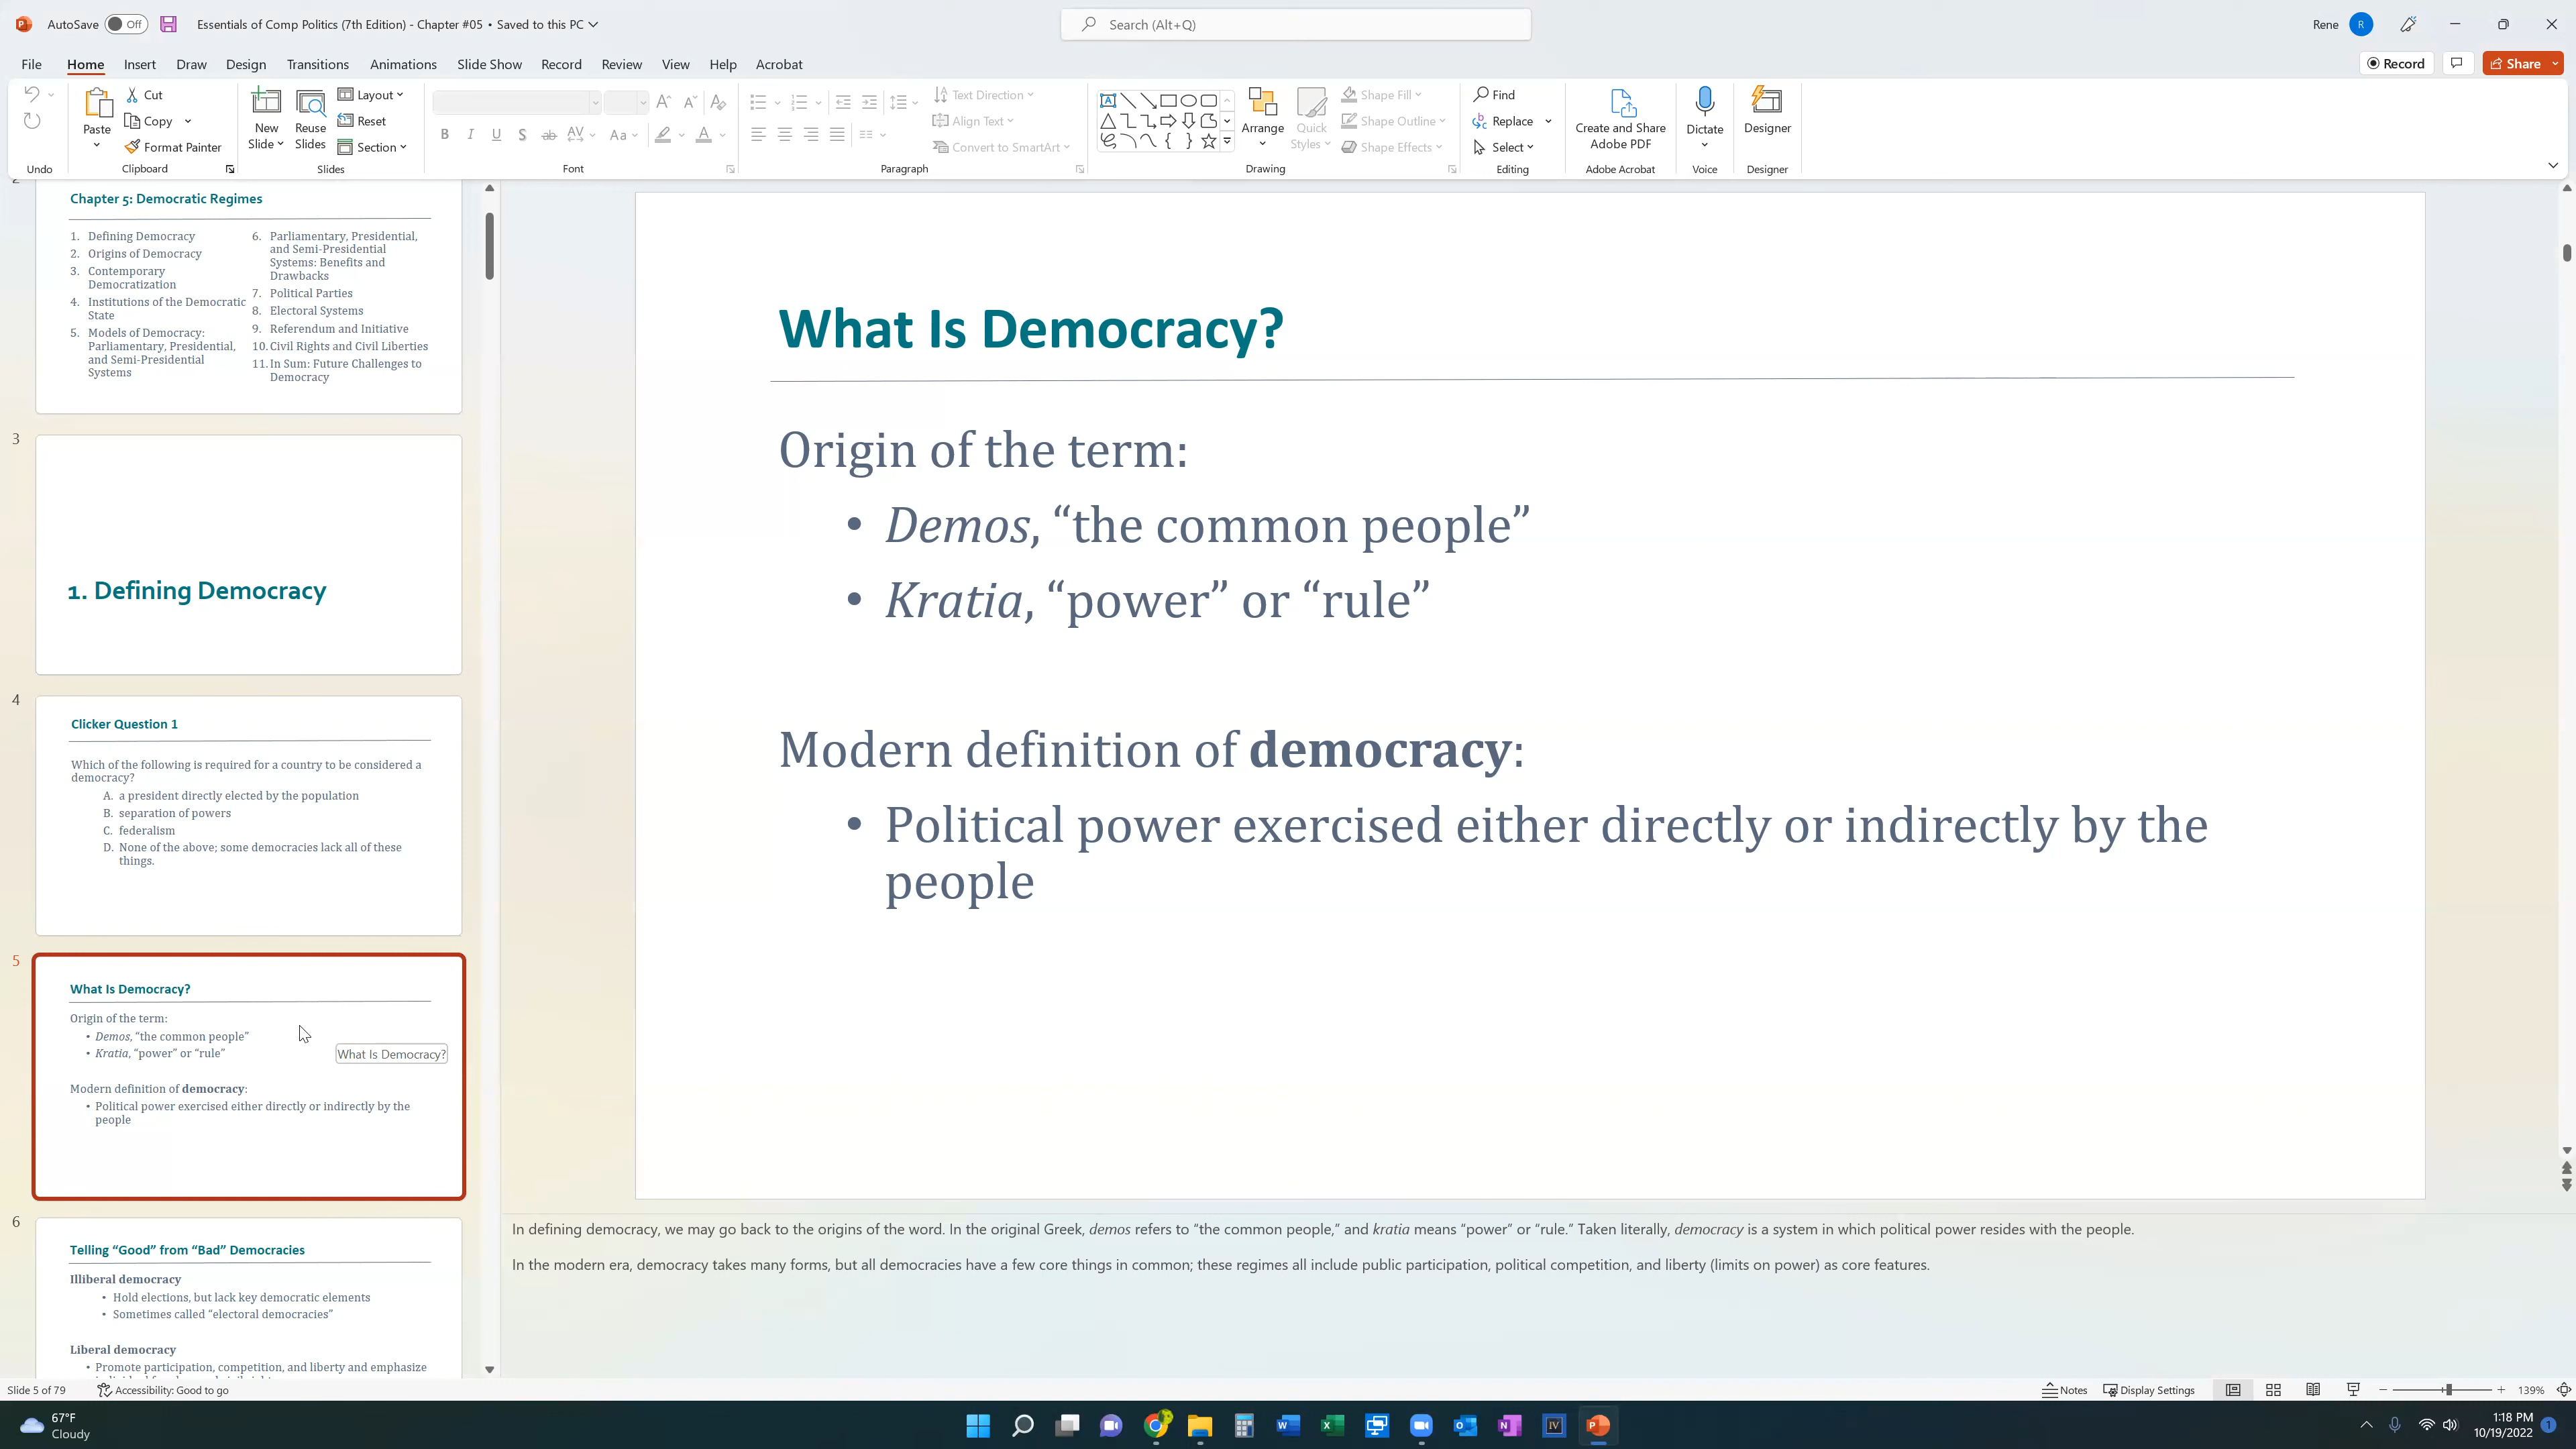 AutoSave Off Essentials of Comp Politics (7th Edition) - Chapter #05 • Saved to this PC Search (Alt+Q) Rene R
File Home Insert Draw Design Transitions Animations Slide Show Record Review View Help Acrobat Record Share
Paste Cut Copy Format Painter
New Slide Reuse Slides Layout Reset Section
Text Direction Align Text Convert to SmartArt
Arrange Quick Styles Shape Fill Shape Outline Shape Effects
Find Replace Select
Create and Share Adobe PDF Dictate Designer
Undo Clipboard Slides Font Paragraph Drawing Editing Adobe Acrobat Voice Designer
2
Chapter 5: Democratic Regimes
1. Defining Democracy
2. Origins of Democracy
3. Contemporary
Democratization
4. Institutions of the Democratic
State
5. Models of Democracy:
Parliamentary, Presidential,
and Semi-Presidential
Systems
6. Parliamentary, Presidential,
and Semi-Presidential
Systems: Benefits and
Drawbacks
7. Political Parties
8. Electoral Systems
9. Referendum and Initiative
10. Civil Rights and Civil Liberties
11. In Sum: Future Challenges to
Democracy
3
1. Defining Democracy
4
Clicker Question 1
Which of the following is required for a country to be considered a
democracy?
A. a president directly elected by the population
B. separation of powers
C. federalism
D. None of the above; some democracies lack all of these
things.
5
What Is Democracy?
Origin of the term:
• Demos, “the common people”
• Kratia, “power” or “rule”
What Is Democracy?
Modern definition of democracy:
• Political power exercised either directly or indirectly by the
people
6
Telling “Good” from “Bad” Democracies
Illiberal democracy
• Hold elections, but lack key democratic elements
• Sometimes called “electoral democracies”
Liberal democracy
• Promote participation, competition, and liberty and emphasize
What Is Democracy?
Origin of the term:
• Demos, “the common people”
• Kratia, “power” or “rule”
Modern definition of democracy:
• Political power exercised either directly or indirectly by the
people
In defining democracy, we may go back to the origins of the word. In the original Greek, demos refers to “the common people,” and kratia means “power” or “rule.” Taken literally, democracy is a system in which political power resides with the people.
In the modern era, democracy takes many forms, but all democracies have a few core things in common; these regimes all include public participation, political competition, and liberty (limits on power) as core features.
Slide 5 of 79 Accessibility: Good to go Notes Display Settings 139%
67°F
Cloudy
1:18 PM
10/19/2022
1